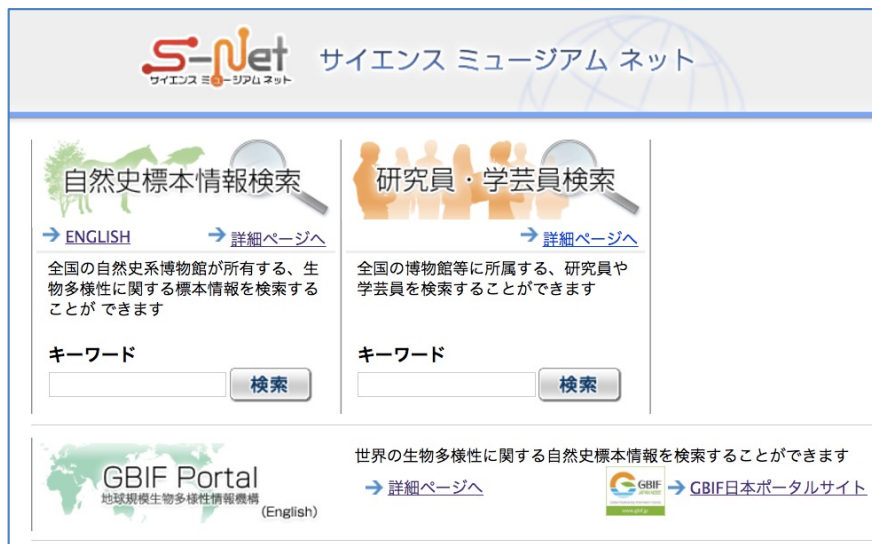 S-Net
サイエンス ミュージアム ネット
サイエンス ミュージアム ネット
自然史標本情報検索
ENGLISH
詳細ページへ
全国の自然史系博物館が所有する、生
物多様性に関する標本情報を検索する
ことが できます
キーワード
検索
研究員・学芸員検索
詳細ページへ
全国の博物館等に所属する、研究員や
学芸員を検索することができます
キーワード
検索
GBIF Portal
地球規模生物多様性情報機構
(English)
世界の生物多様性に関する自然史標本情報を検索することができます
詳細ページへ
GBIF
www.gbif.jp
GBIF日本ポータルサイト